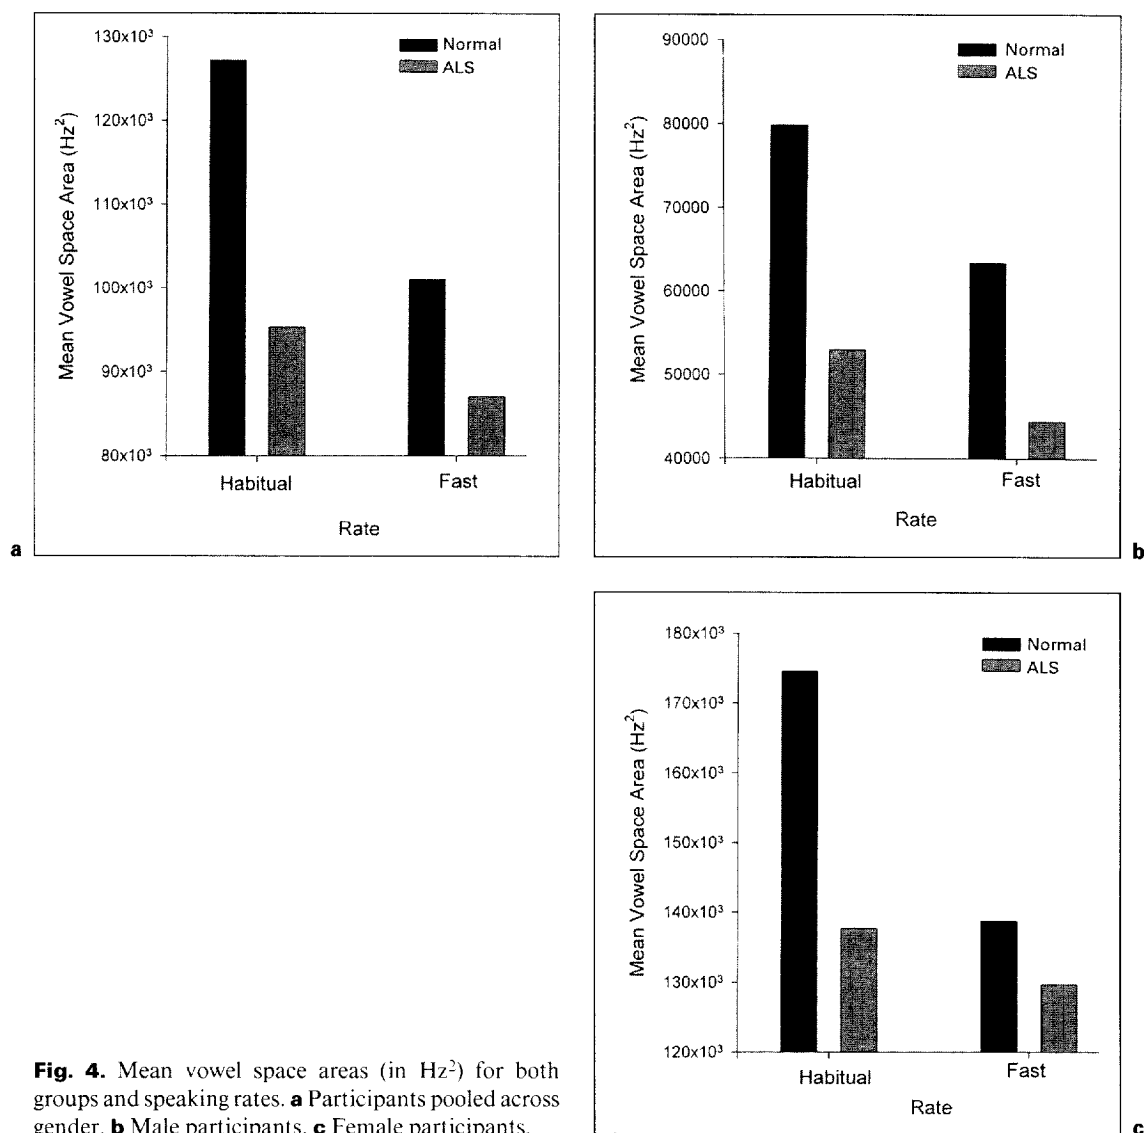 130x10³
120x10³
110x10³
100x10³
90x10³
80x10³
Mean Vowel Space Area (Hz²)
Normal
ALS
Habitual Fast
Rate
a
90000
80000
70000
60000
50000
40000
Mean Vowel Space Area (Hz²)
Normal
ALS
Habitual Fast
Rate
b
180x10³
170x10³
160x10³
150x10³
140x10³
130x10³
120x10³
Mean Vowel Space Area (Hz²)
Normal
ALS
Habitual Fast
Rate
c
Fig. 4. Mean vowel space areas (in Hz²) for both
groups and speaking rates. a Participants pooled across
gender. b Male participants. c Female participants.